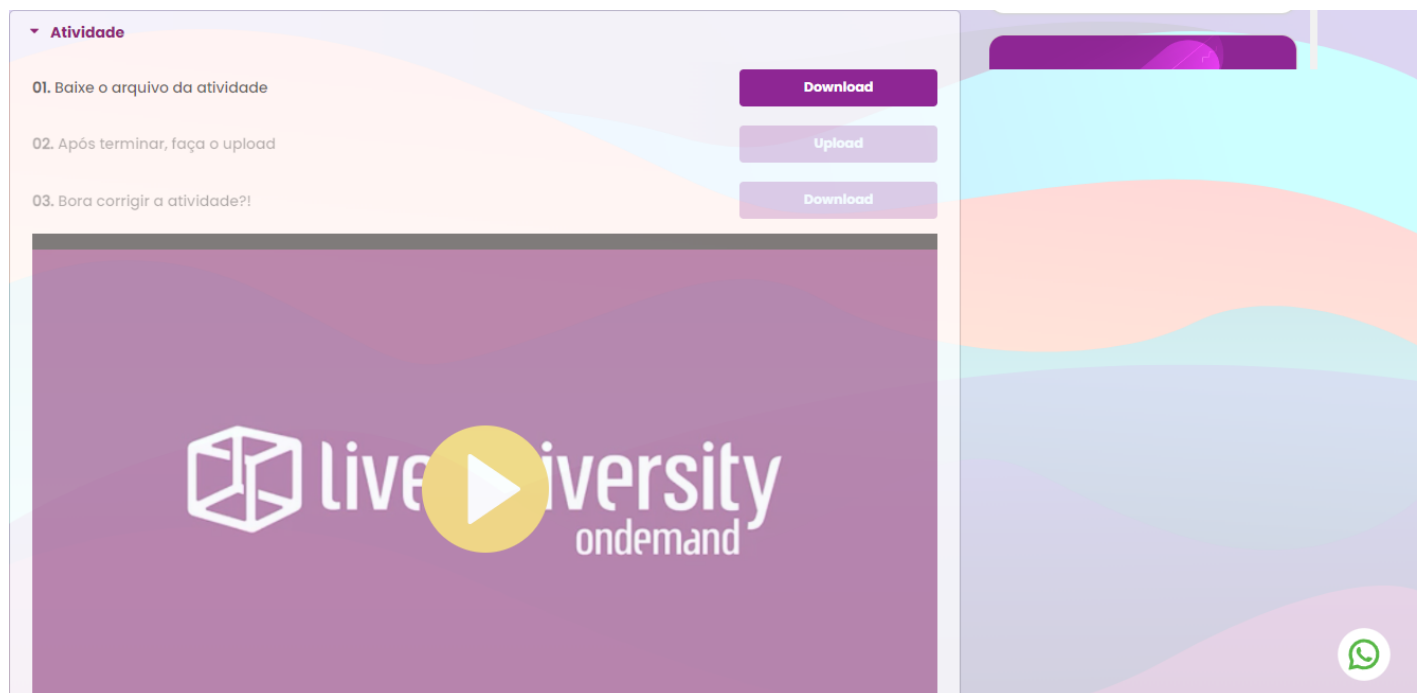 Atividade
01. Baixe o arquivo da atividade
Download
02. Após terminar, faça o upload
Upload
03. Bora corrigir a atividade?!
Download
ondemand